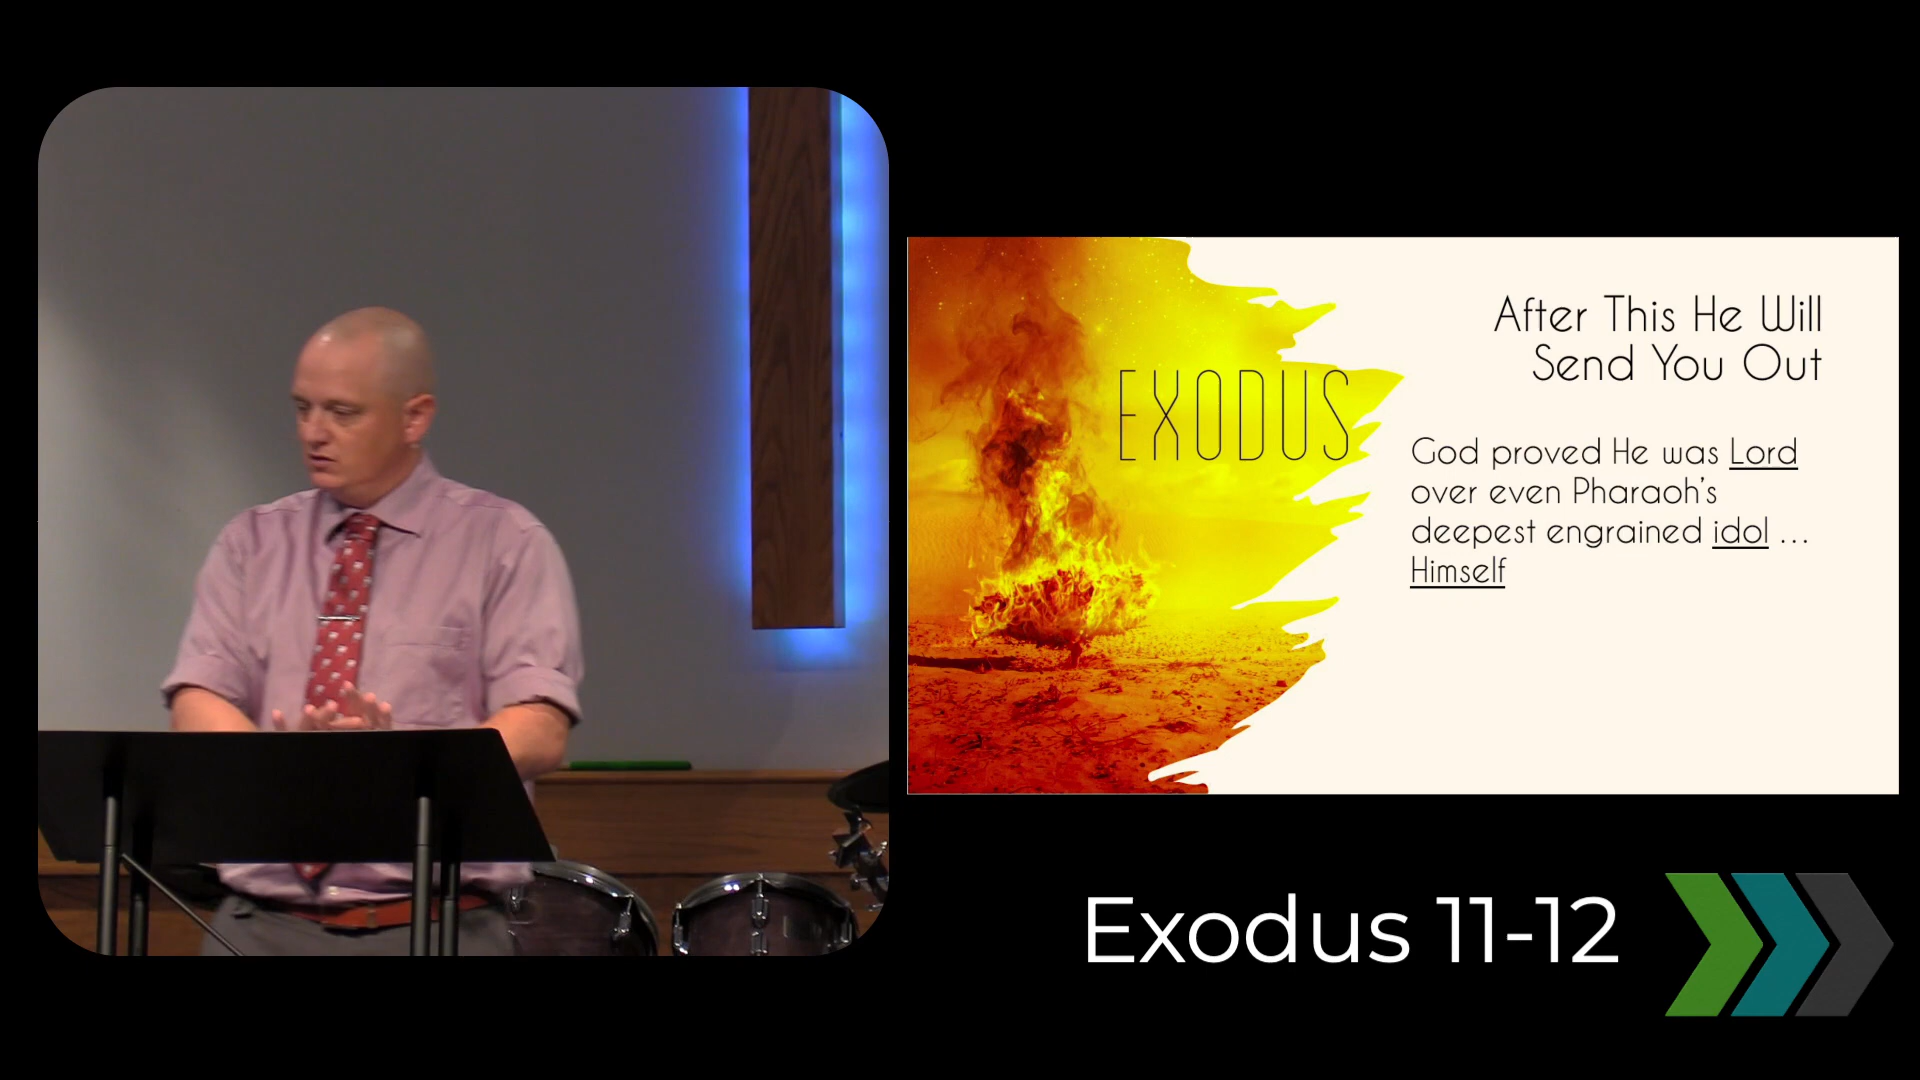 EXODUS
After This He Will
Send You Out
God proved He was Lord
over even Pharaoh's
deepest engrained idol ...
Himself
Exodus 11-12